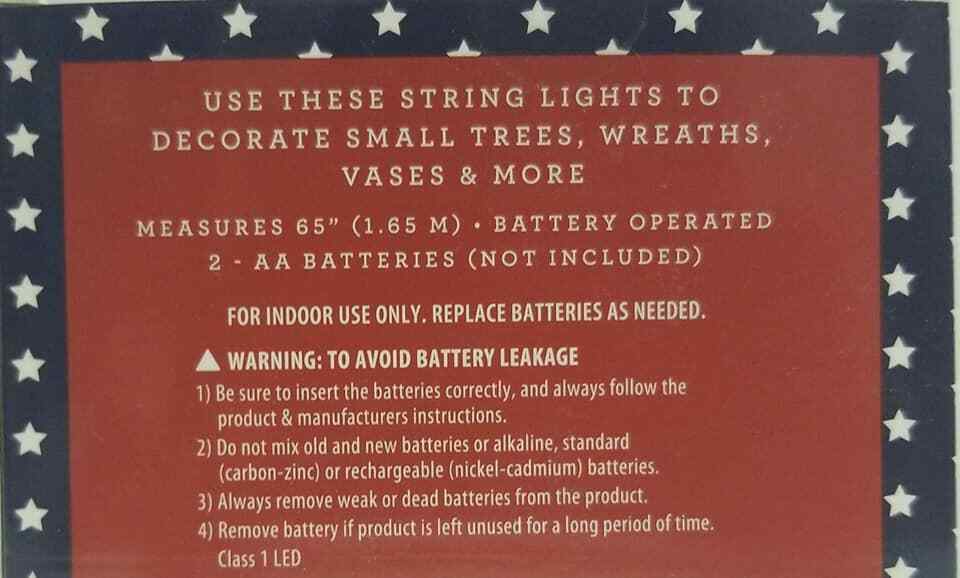 USE THESE STRING LIGHTS TO
DECORATE SMALL TREES, WREATHS,
VASES & MORE
MEASURES 65” (1.65 M) • BATTERY OPERATED
2 - AA BATTERIES (NOT INCLUDED)
FOR INDOOR USE ONLY. REPLACE BATTERIES AS NEEDED.
WARNING: TO AVOID BATTERY LEAKAGE
1) Be sure to insert the batteries correctly, and always follow the
product & manufacturers instructions.
2) Do not mix old and new batteries or alkaline, standard
(carbon-zinc) or rechargeable (nickel-cadmium) batteries.
3) Always remove weak or dead batteries from the product.
4) Remove battery if product is left unused for a long period of time.
Class 1 LED